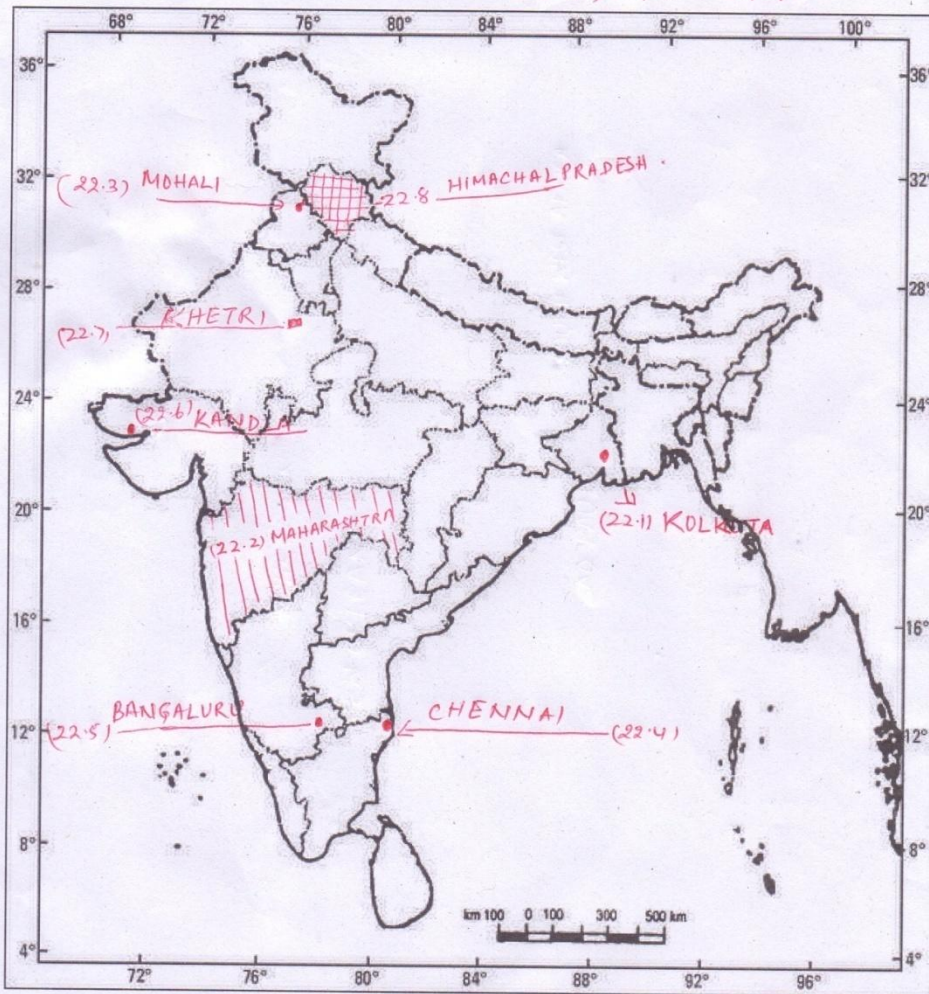 68° 72° 76° 80° 84° 88° 92° 96° 100°
36° 36°
32° 32°
(22.3) MOHALI
22.8 HIMACHAL PRADESH.
28° 28°
KHETRI
(22.7)
24° 24°
(22.6) KANDLA
20° 20°
(22.2) MAHARASHTRA
(22.1) KOLKATA
16° 16°
BANGALURU
CHENNAI
12° 12°
(22.5)
(22.4)
8° 8°
km 100 0 100 300 500 km
4° 4°
72° 76° 80° 84° 88° 92° 96°